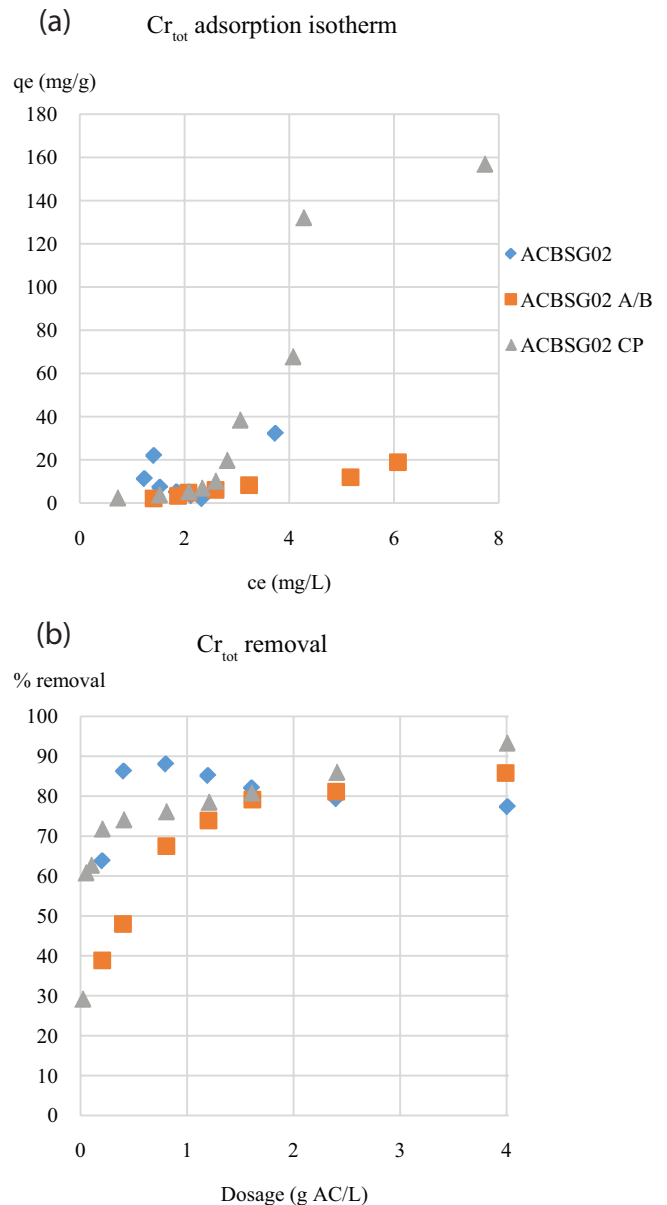 (a)
Cr_tot adsorption isotherm
qe (mg/g)
180
160
140
120
100
80
60
40
20
0
0 2 4 6 8
ce (mg/L)
ACBSG02
ACBSG02 A/B
ACBSG02 CP
(b)
Cr_tot removal
% removal
100
90
80
70
60
50
40
30
20
10
0
0 1 2 3 4
Dosage (g AC/L)